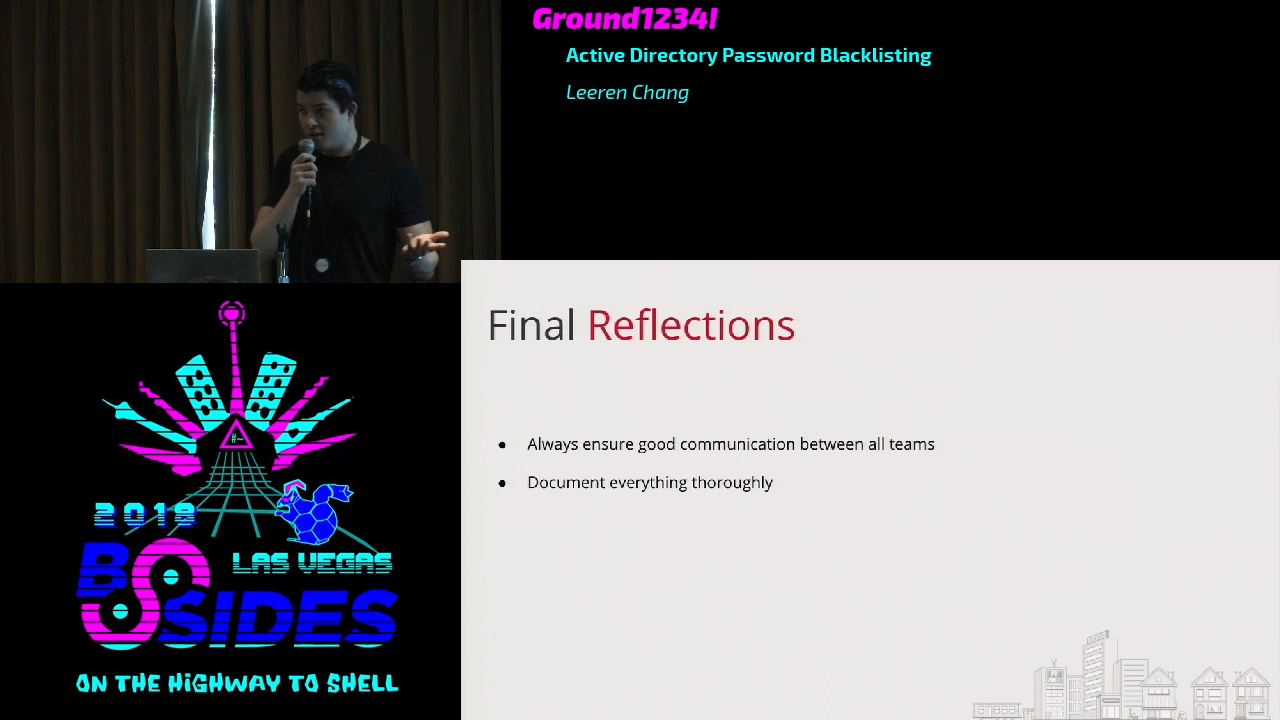 Ground1234!
Active Directory Password Blacklisting
Leeren Chang
Final Reflections
● Always ensure good communication between all teams
● Document everything thoroughly
#~
2018
LAS VEGAS
BSIDES
ON THE HIGHWAY TO SHELL